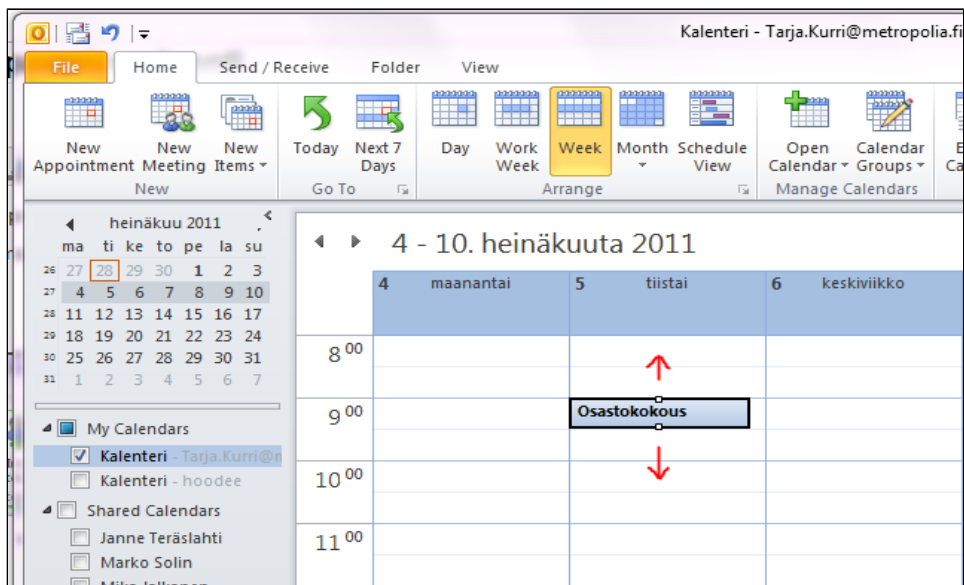 Kalenteri - Tarja.Kurri@metropolia.fi
File Home Send / Receive Folder View
New Appointment
New Meeting
New Items
Today
Next 7 Days
Day
Work Week
Week
Month
Schedule View
Open Calendar
Calendar Groups
New
Go To
Arrange
Manage Calendars
heinäkuu 2011
ma ti ke to pe la su
26 27 28 29 30 1 2 3
27 4 5 6 7 8 9 10
28 11 12 13 14 15 16 17
29 18 19 20 21 22 23 24
30 25 26 27 28 29 30 31
31 1 2 3 4 5 6 7
My Calendars
Kalenteri - Tarja.Kurri@
Kalenteri - hoodee
Shared Calendars
Janne Teräslahti
Marko Solin
4 - 10. heinäkuuta 2011
4 maanantai 5 tiistai 6 keskiviikko
8 00
9 00 Osastokokous
10 00
11 00